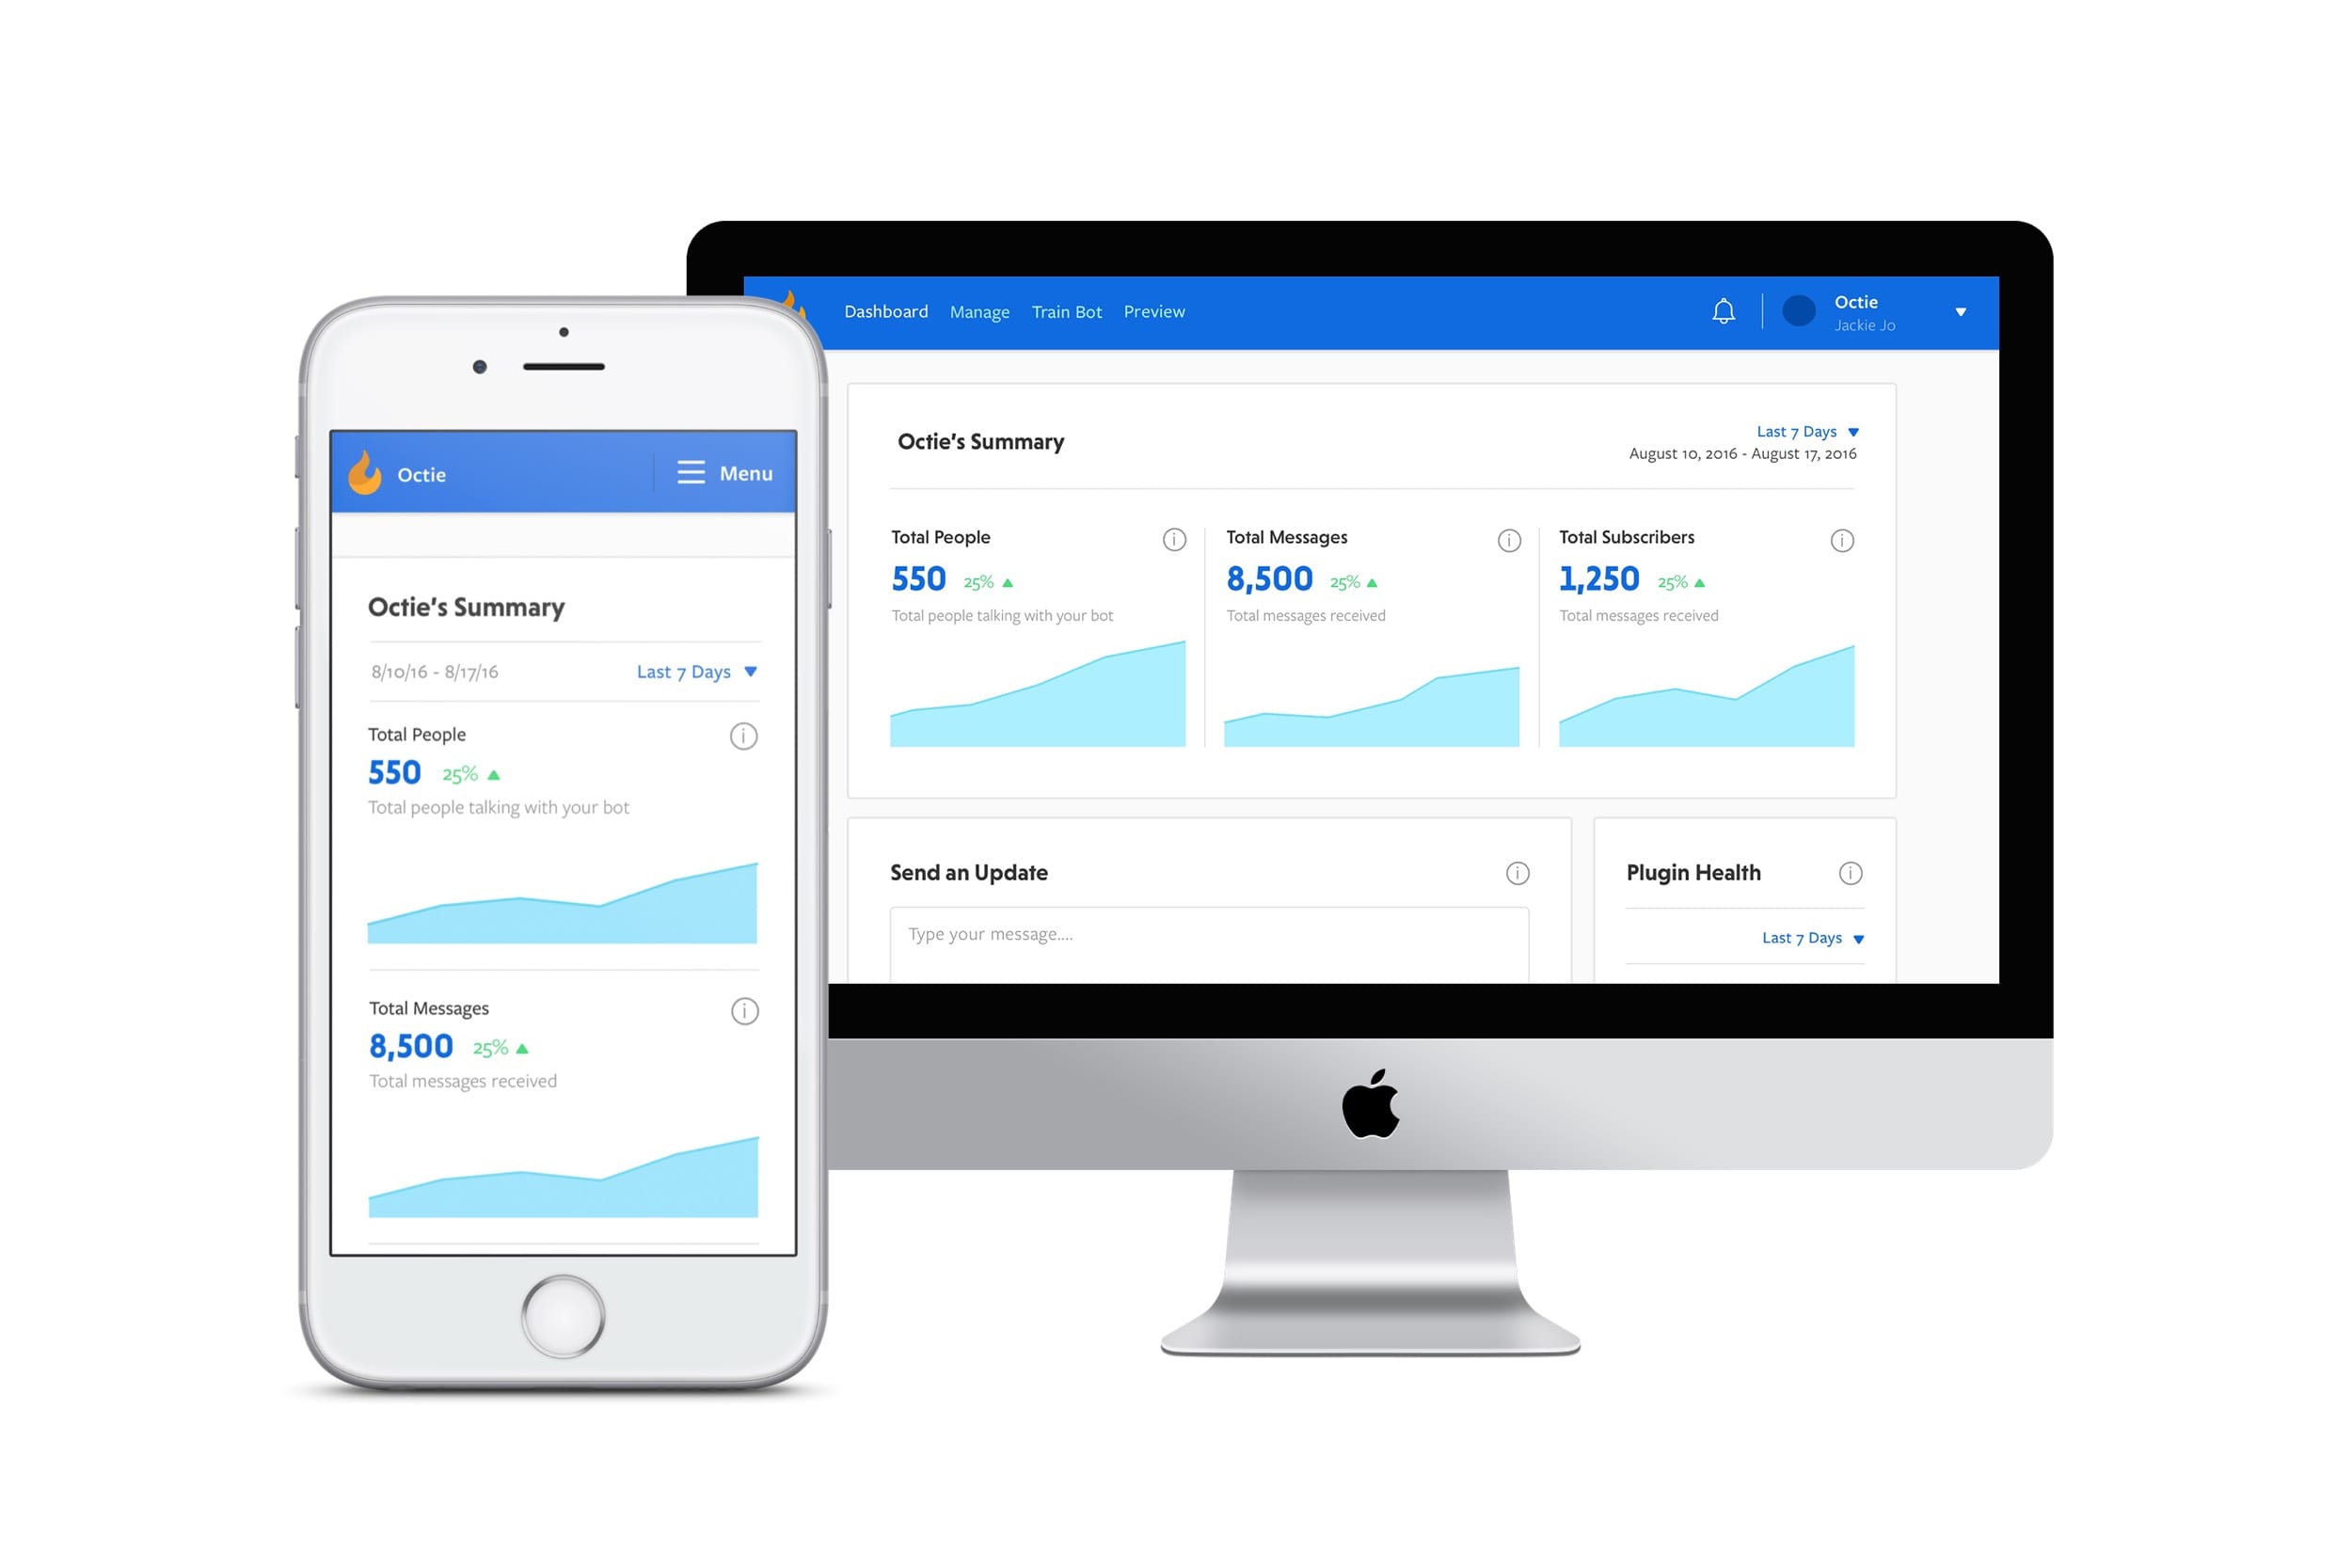 Octie
Menu
Octie's Summary
8/10/16 - 8/17/16
Last 7 Days
Total People
550 25%
Total people talking with your bot
Total Messages
8,500 25%
Total messages received
Dashboard Manage Train Bot Preview
Octie
Jackie Jo
Octie's Summary
Last 7 Days
August 10, 2016 - August 17, 2016
Total People
550 25%
Total people talking with your bot
Total Messages
8,500 25%
Total messages received
Total Subscribers
1,250 25%
Total messages received
Send an Update
Type your message....
Plugin Health
Last 7 Days